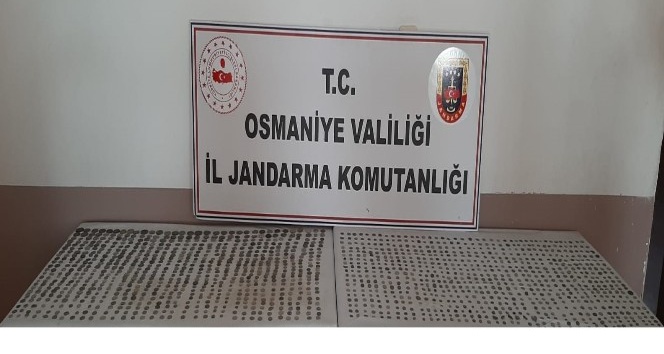 T.C.
OSMANİYE VALİLİĞİ
İL JANDARMA KOMUTANLIĞI